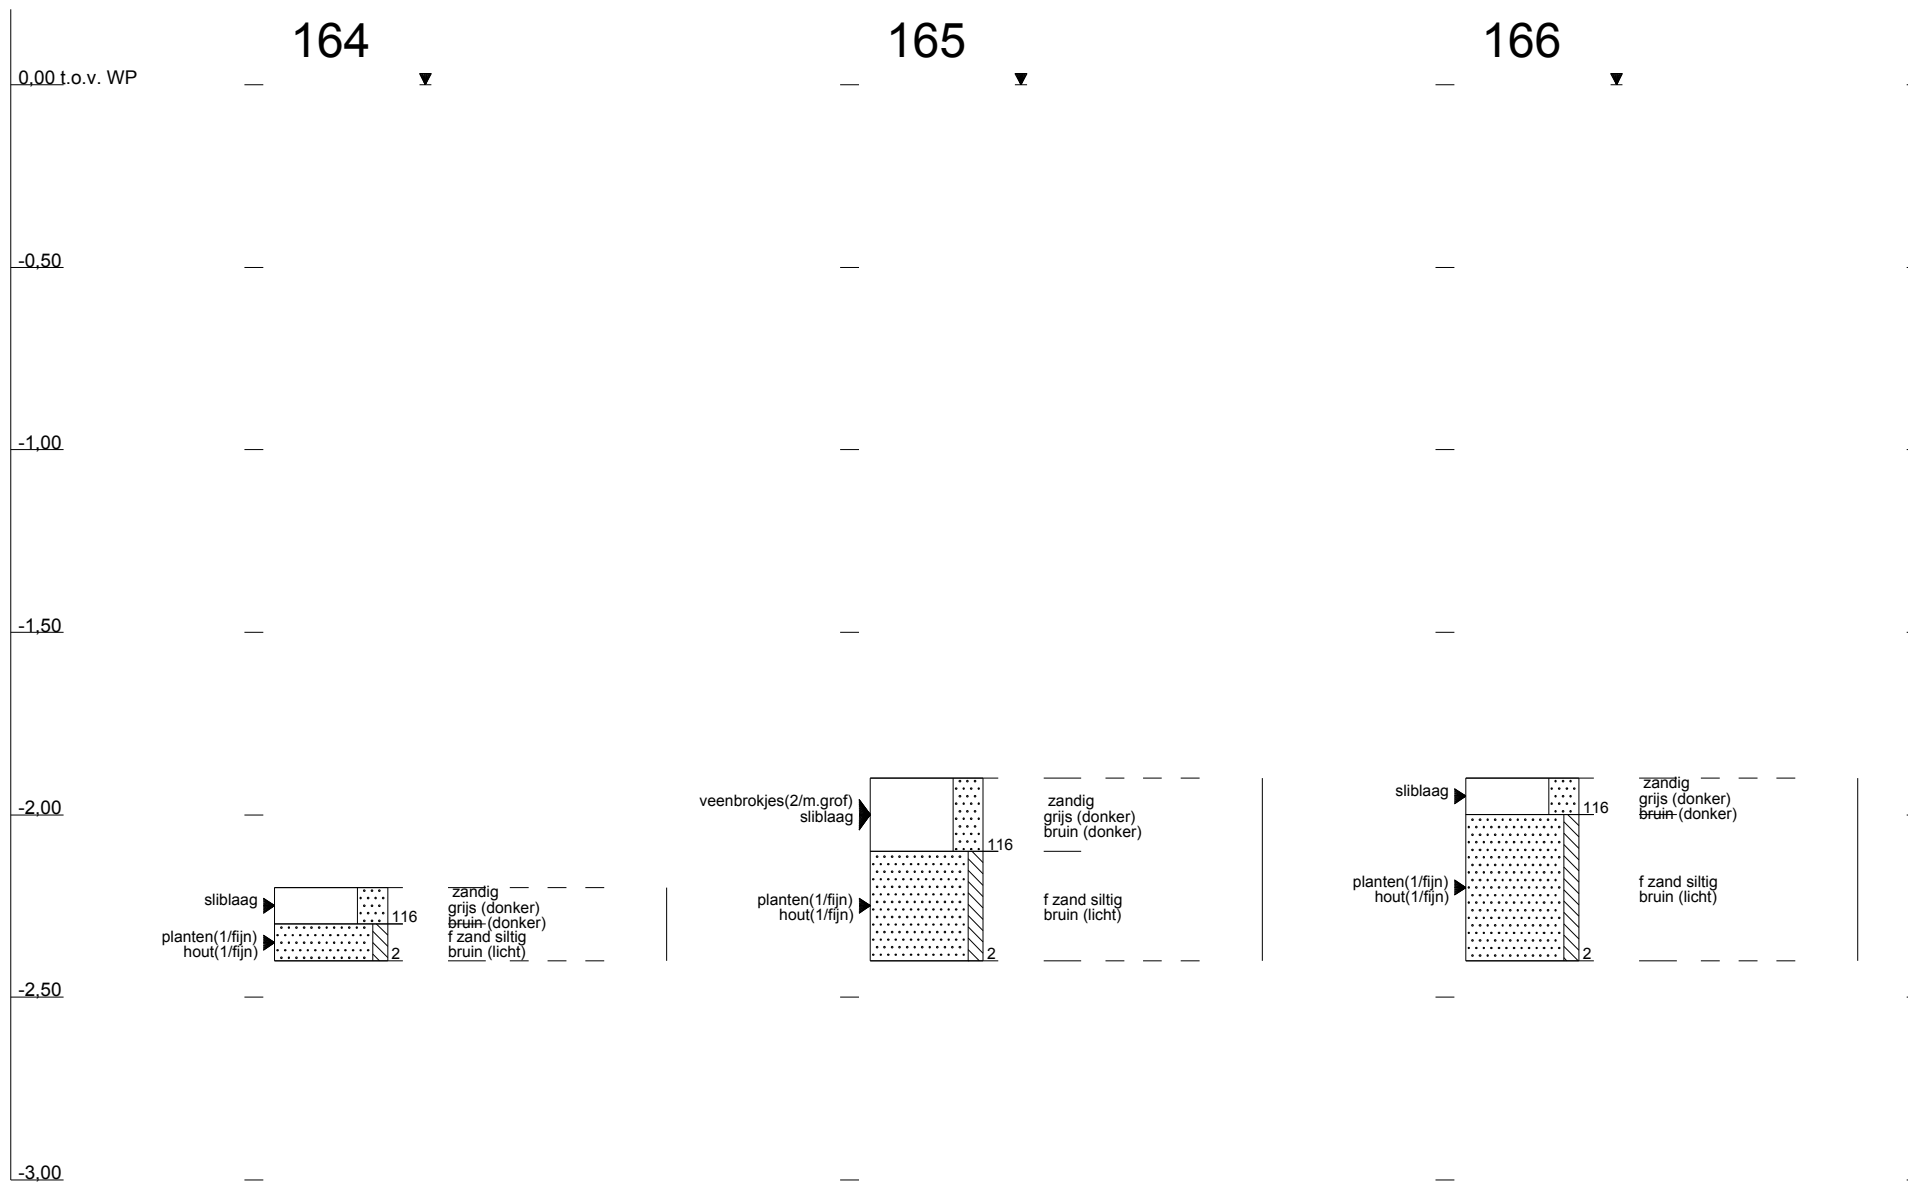 164
165
166
0,00 t.o.v. WP
-0,50
-1,00
-1,50
-2,00
-2,50
-3,00
sliblaag
planten(1/fijn)
hout(1/fijn)
116
2
zandig
grijs (donker)
bruin (donker)
f zand siltig
bruin (licht)
veenbrokjes(2/m.grof)
sliblaag
planten(1/fijn)
hout(1/fijn)
116
2
zandig
grijs (donker)
bruin (donker)
f zand siltig
bruin (licht)
sliblaag
planten(1/fijn)
hout(1/fijn)
116
2
zandig
grijs (donker)
bruin (donker)
f zand siltig
bruin (licht)